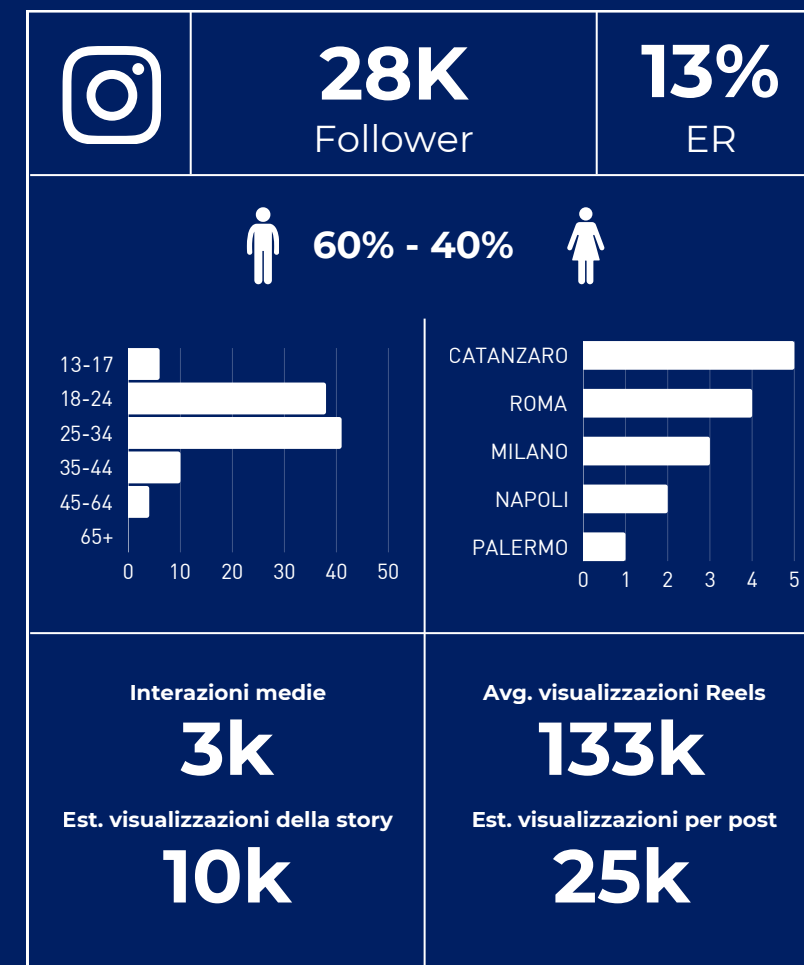 28K
Follower
13%
ER
60% - 40%
13-17
18-24
25-34
35-44
45-64
65+
0 10 20 30 40 50
CATANZARO
ROMA
MILANO
NAPOLI
PALERMO
0 1 2 3 4 5
Interazioni medie
3k
Est. visualizzazioni della story
10k
Avg. visualizzazioni Reels
133k
Est. visualizzazioni per post
25k